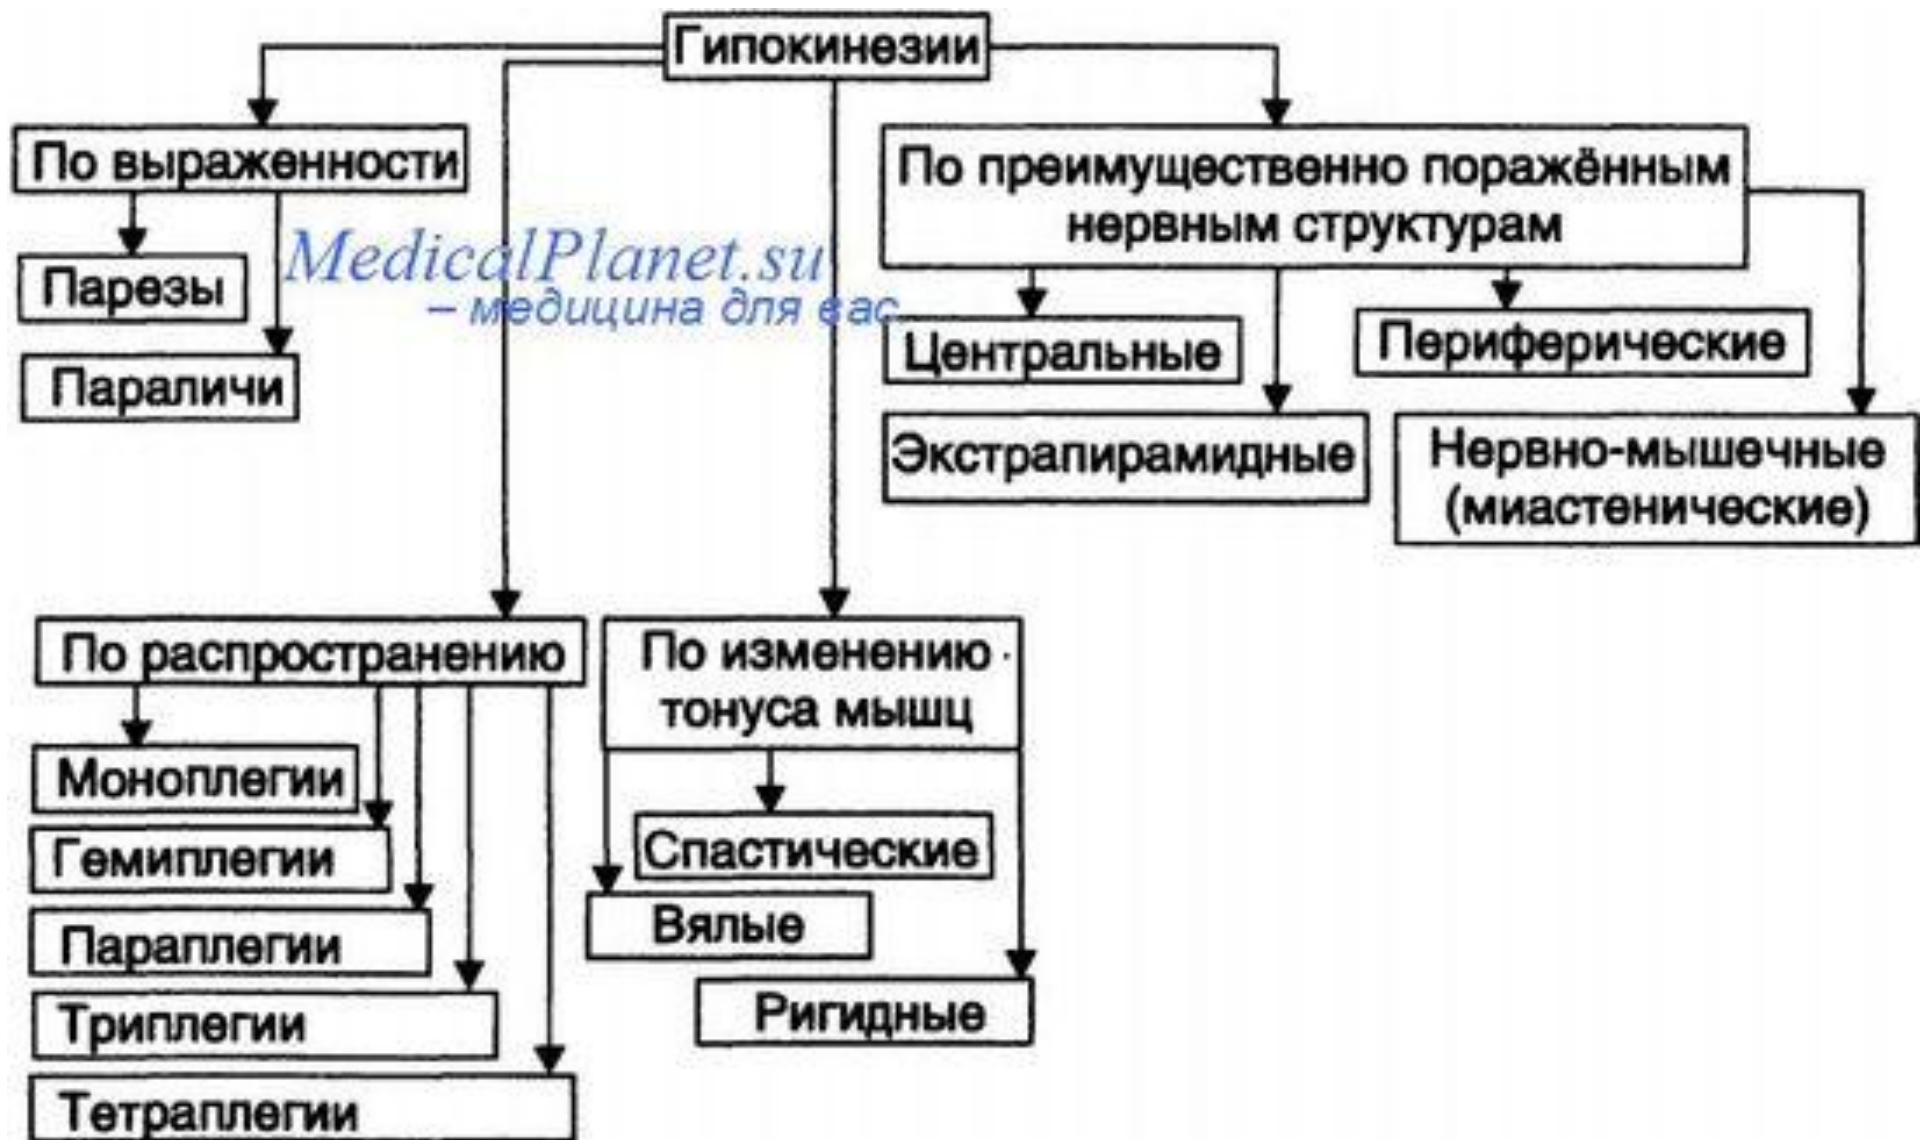 Гипокинезии
По выраженности
Парезы
Параличи
MedicalPlanet.su
– медицина для вас
По преимущественно поражённым
нервным структурам
Центральные
Периферические
Экстрапирамидные
Нервно-мышечные
(миастенические)
По распространению
Моноплегии
Гемиплегии
Параплегии
Триплегии
Тетраплегии
По изменению
тонуса мышц
Спастические
Вялые
Ригидные